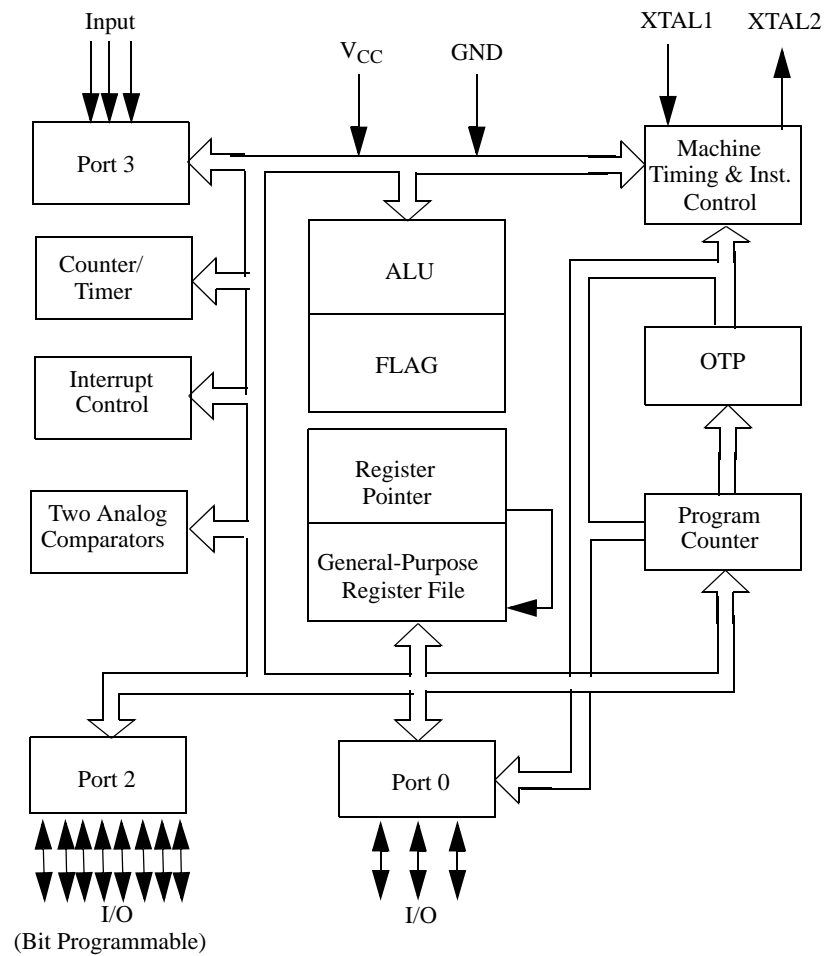 Input
V_CC
GND
XTAL1
XTAL2
Port 3
Machine
Timing & Inst.
Control
Counter/
Timer
ALU
FLAG
OTP
Interrupt
Control
Register
Pointer
Two Analog
Comparators
Program
Counter
General-Purpose
Register File
Port 2
Port 0
I/O
(Bit Programmable)
I/O